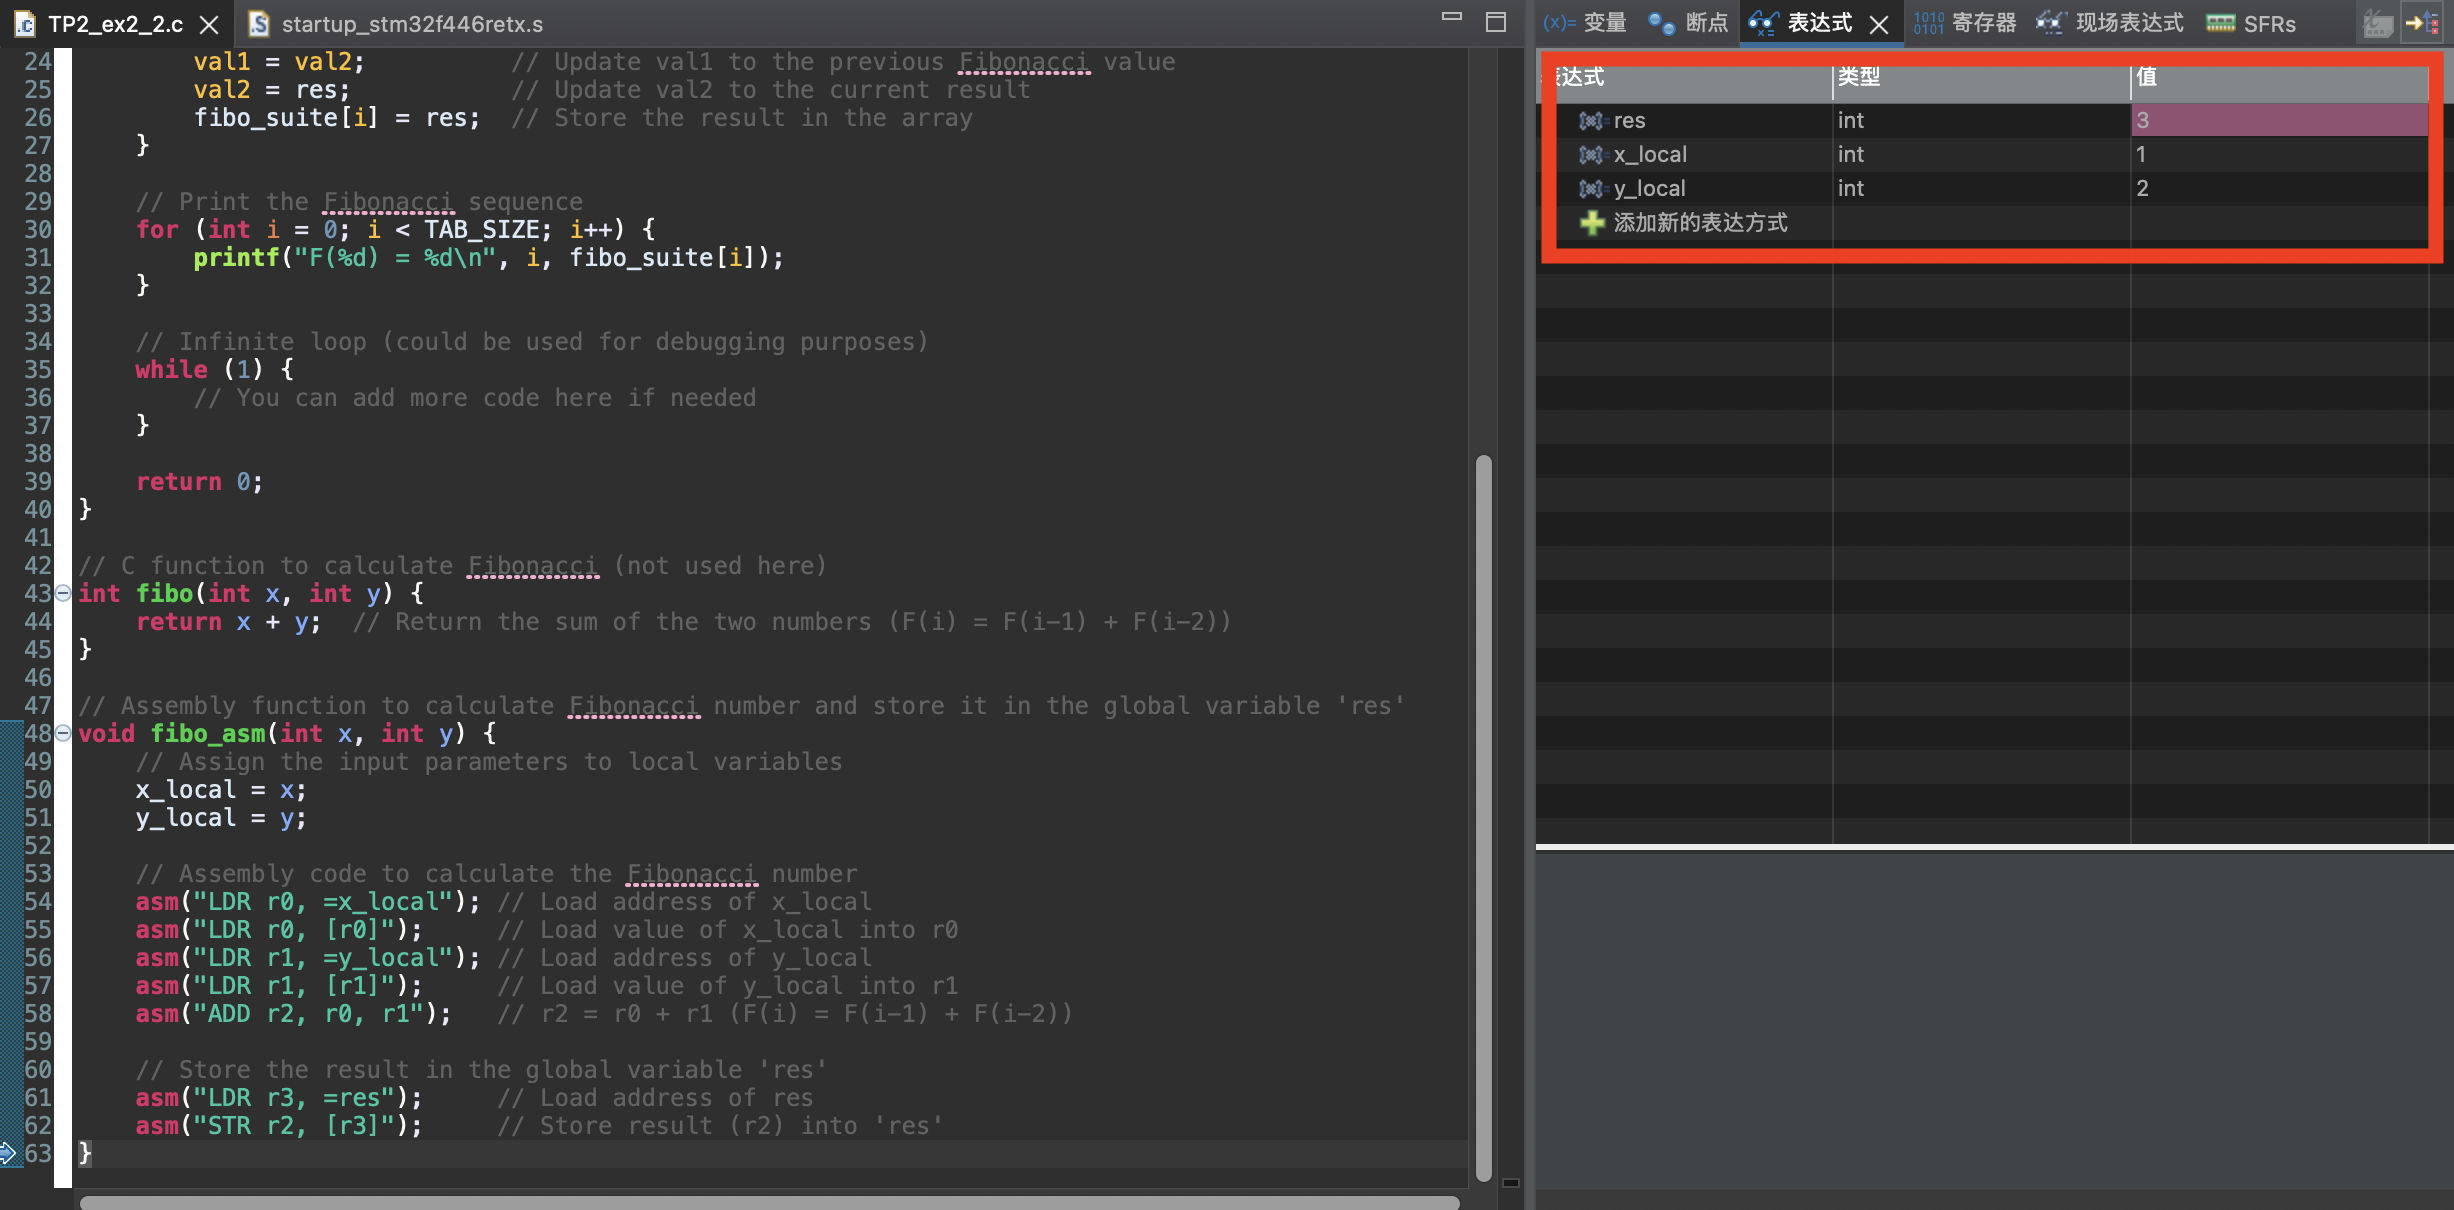 TP2_ex2_2.c
startup_stm32f446retx.s
24 val1 = val2; // Update val1 to the previous Fibonacci value
25 val2 = res; // Update val2 to the current result
26 fibo_suite[i] = res; // Store the result in the array
27 }
28
29 // Print the Fibonacci sequence
30 for (int i = 0; i < TAB_SIZE; i++) {
31 printf("F(%d) = %d\n", i, fibo_suite[i]);
32 }
33
34 // Infinite loop (could be used for debugging purposes)
35 while (1) {
36 // You can add more code here if needed
37 }
38
39 return 0;
40 }
41
42 // C function to calculate Fibonacci (not used here)
43 int fibo(int x, int y) {
44 return x + y; // Return the sum of the two numbers (F(i) = F(i-1) + F(i-2))
45 }
46
47 // Assembly function to calculate Fibonacci number and store it in the global variable 'res'
48 void fibo_asm(int x, int y) {
49 // Assign the input parameters to local variables
50 x_local = x;
51 y_local = y;
52
53 // Assembly code to calculate the Fibonacci number
54 asm("LDR r0, =x_local"); // Load address of x_local
55 asm("LDR r0, [r0]"); // Load value of x_local into r0
56 asm("LDR r1, =y_local"); // Load address of y_local
57 asm("LDR r1, [r1]"); // Load value of y_local into r1
58 asm("ADD r2, r0, r1"); // r2 = r0 + r1 (F(i) = F(i-1) + F(i-2))
59
60 // Store the result in the global variable 'res'
61 asm("LDR r3, =res"); // Load address of res
62 asm("STR r2, [r3]"); // Store result (r2) into 'res'
63 }
(x)= 变量
断点
表达式
1010 0101 寄存器
现场表达式
SFRs
表达式 类型 值
res int 3
x_local int 1
y_local int 2
添加新的表达方式